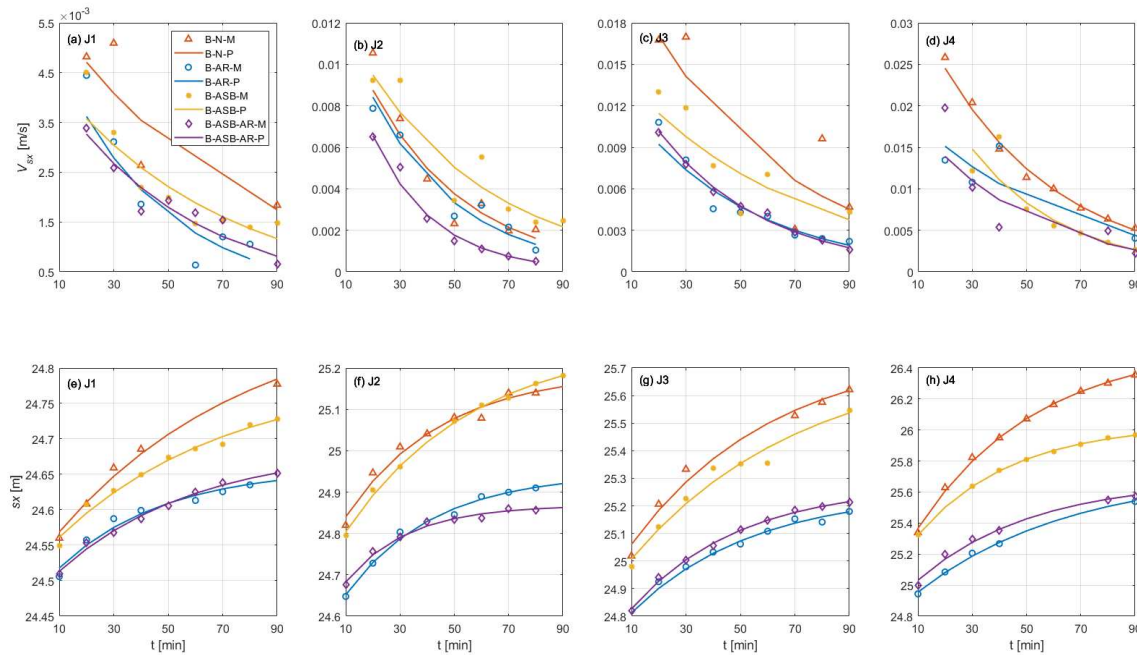 ×10⁻³
5.5
4.5
3.5
2.5
1.5
0.5
V_sx [m/s]
(a) J1
B-N-M
B-N-P
B-AR-M
B-AR-P
B-ASB-M
B-ASB-P
B-ASB-AR-M
B-ASB-AR-P
10 30 50 70 90
0.012
0.01
0.008
0.006
0.004
0.002
0
(b) J2
10 30 50 70 90
0.018
0.015
0.012
0.009
0.006
0.003
0
(c) J3
10 30 50 70 90
0.03
0.025
0.02
0.015
0.01
0.005
0
(d) J4
10 30 50 70 90
24.8
24.75
24.7
24.65
24.6
24.55
24.5
24.45
sx [m]
(e) J1
10 30 50 70 90
t [min]
25.2
25.1
25
24.9
24.8
24.7
24.6
(f) J2
10 30 50 70 90
t [min]
25.7
25.6
25.5
25.4
25.3
25.2
25.1
25
24.9
24.8
(g) J3
10 30 50 70 90
t [min]
26.4
26.2
26
25.8
25.6
25.4
25.2
25
24.8
(h) J4
10 30 50 70 90
t [min]